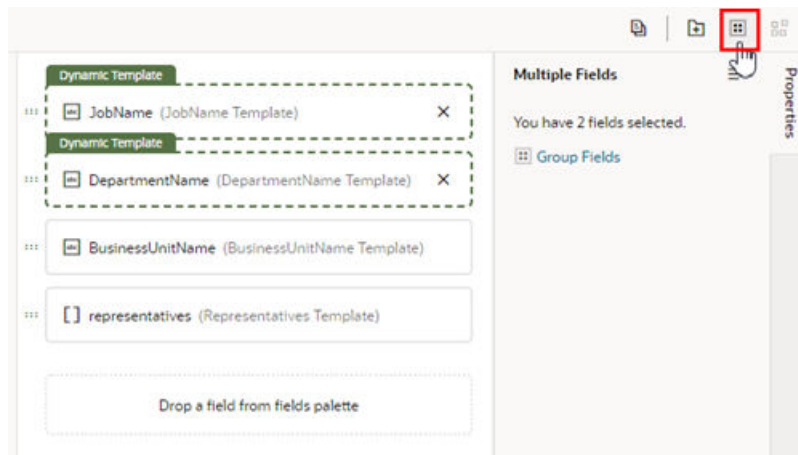 Dynamic Template
JobName (JobName Template)
Dynamic Template
DepartmentName (DepartmentName Template)
BusinessUnitName (BusinessUnitName Template)
[] representatives (Representatives Template)
Drop a field from fields palette
Multiple Fields
You have 2 fields selected.
Group Fields
Properties